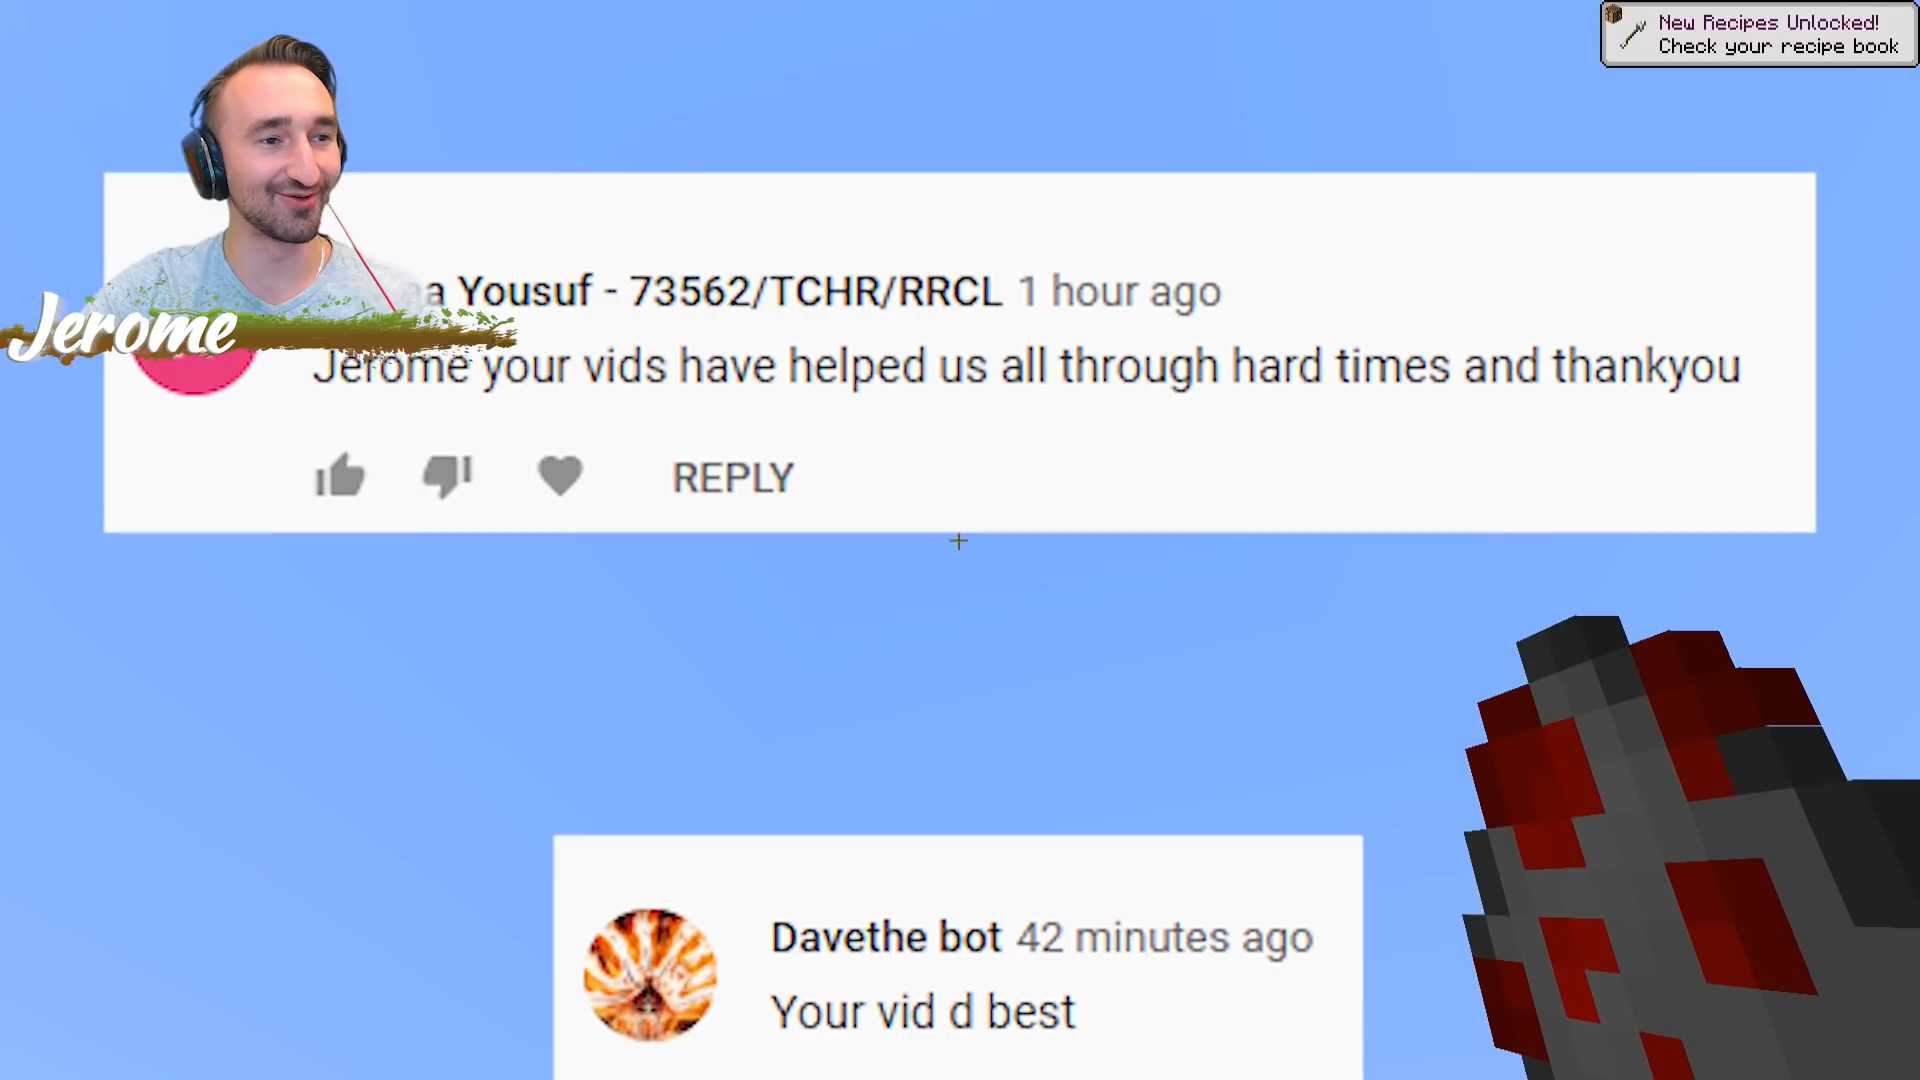 New Recipes Unlocked!
Check your recipe book
Yousuf - 73562/TCHR/RRCL 1 hour ago
Jerome
Jerome your vids have helped us all through hard times and thankyou
REPLY
Davethe bot 42 minutes ago
Your vid d best